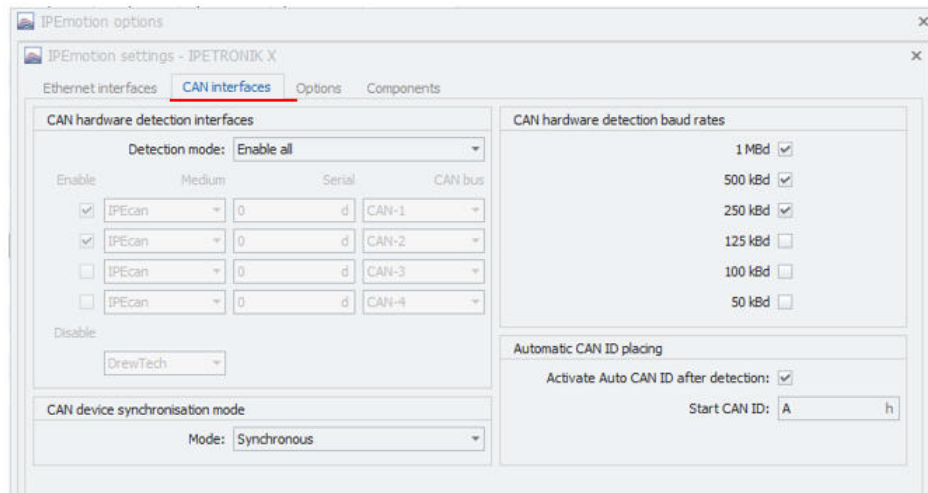 IPEmotion options
IPEmotion settings - IPETRONIK X
Ethernet interfaces CAN interfaces Options Components
CAN hardware detection interfaces
Detection mode: Enable all
Enable Medium Serial CAN bus
IPEcan 0 d CAN-1
IPEcan 0 d CAN-2
IPEcan 0 d CAN-3
IPEcan 0 d CAN-4
Disable
DrewTech
CAN device synchronisation mode
Mode: Synchronous
CAN hardware detection baud rates
1 MBd
500 kBd
250 kBd
125 kBd
100 kBd
50 kBd
Automatic CAN ID placing
Activate Auto CAN ID after detection:
Start CAN ID: A h